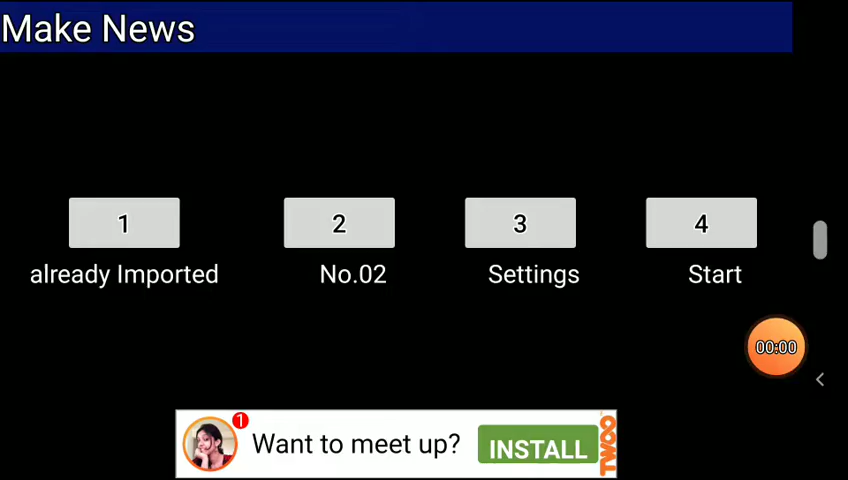 Make News
1 2 3 4
already Imported No.02 Settings Start
00:00
1
Want to meet up? INSTALL TWOO